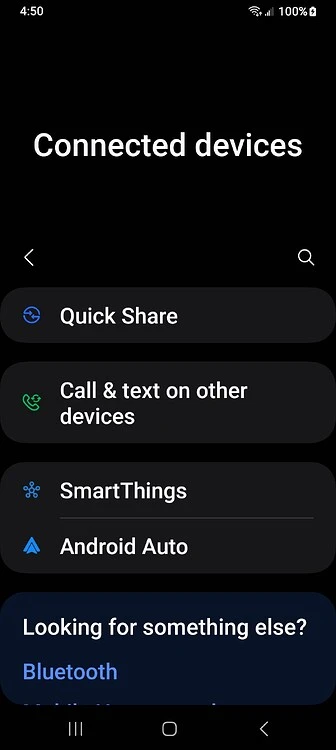 4:50
100%
Connected devices
Quick Share
Call & text on other
devices
SmartThings
Android Auto
Looking for something else?
Bluetooth